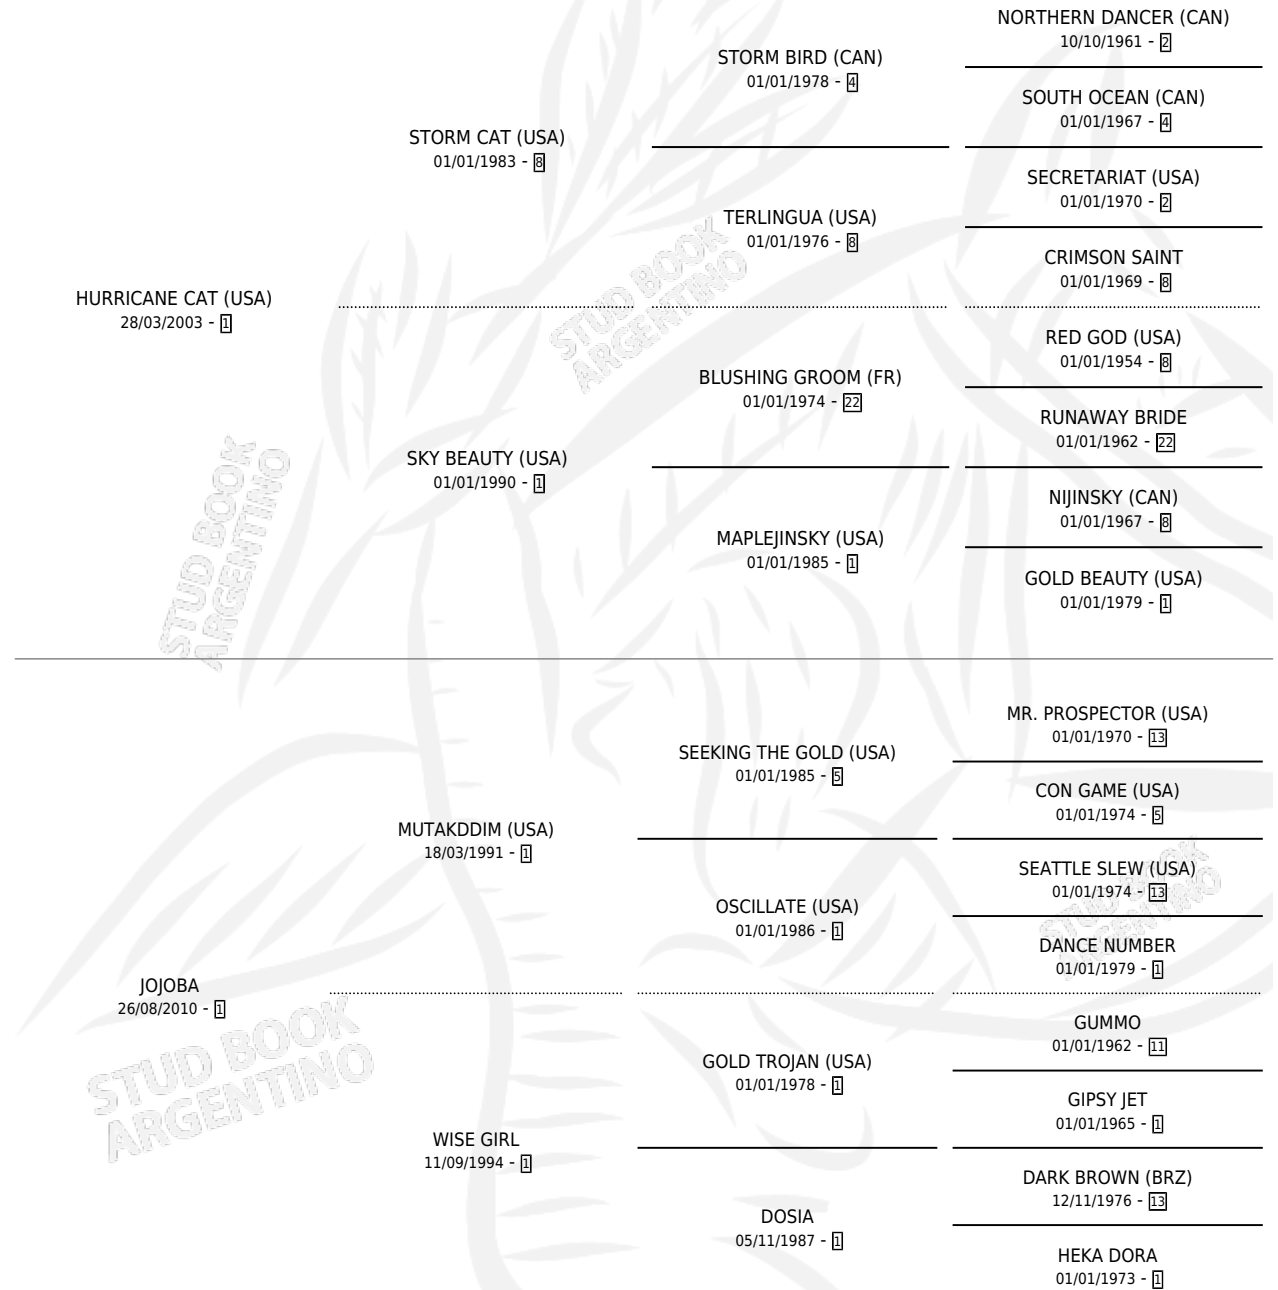 NORTHERN DANCER (CAN)
10/10/1961 - 2
STORM BIRD (CAN)
01/01/1978 - 4
SOUTH OCEAN (CAN)
01/01/1967 - 4
STORM CAT (USA)
01/01/1983 - 8
SECRETARIAT (USA)
01/01/1970 - 2
TERLINGUA (USA)
01/01/1976 - 8
CRIMSON SAINT
01/01/1969 - 8
HURRICANE CAT (USA)
28/03/2003 - 1
RED GOD (USA)
01/01/1954 - 8
BLUSHING GROOM (FR)
01/01/1974 - 22
RUNAWAY BRIDE
01/01/1962 - 22
SKY BEAUTY (USA)
01/01/1990 - 1
NIJINSKY (CAN)
01/01/1967 - 8
MAPLEJINSKY (USA)
01/01/1985 - 1
GOLD BEAUTY (USA)
01/01/1979 - 1
MR. PROSPECTOR (USA)
01/01/1970 - 13
SEEKING THE GOLD (USA)
01/01/1985 - 5
CON GAME (USA)
01/01/1974 - 5
MUTAKDDIM (USA)
18/03/1991 - 1
SEATTLE SLEW (USA)
01/01/1974 - 13
OSCILLATE (USA)
01/01/1986 - 1
DANCE NUMBER
01/01/1979 - 1
JOJOBA
26/08/2010 - 1
GUMMO
01/01/1962 - 11
GOLD TROJAN (USA)
01/01/1978 - 1
GIPSY JET
01/01/1965 - 1
WISE GIRL
11/09/1994 - 1
DARK BROWN (BRZ)
12/11/1976 - 13
DOSIA
05/11/1987 - 1
HEKA DORA
01/01/1973 - 1
STUD BOOK
ARGENTINO
STUD BOOK
ARGENTINO
STUD BOOK
ARGENTINO
STUD BOOK
ARGENTINO